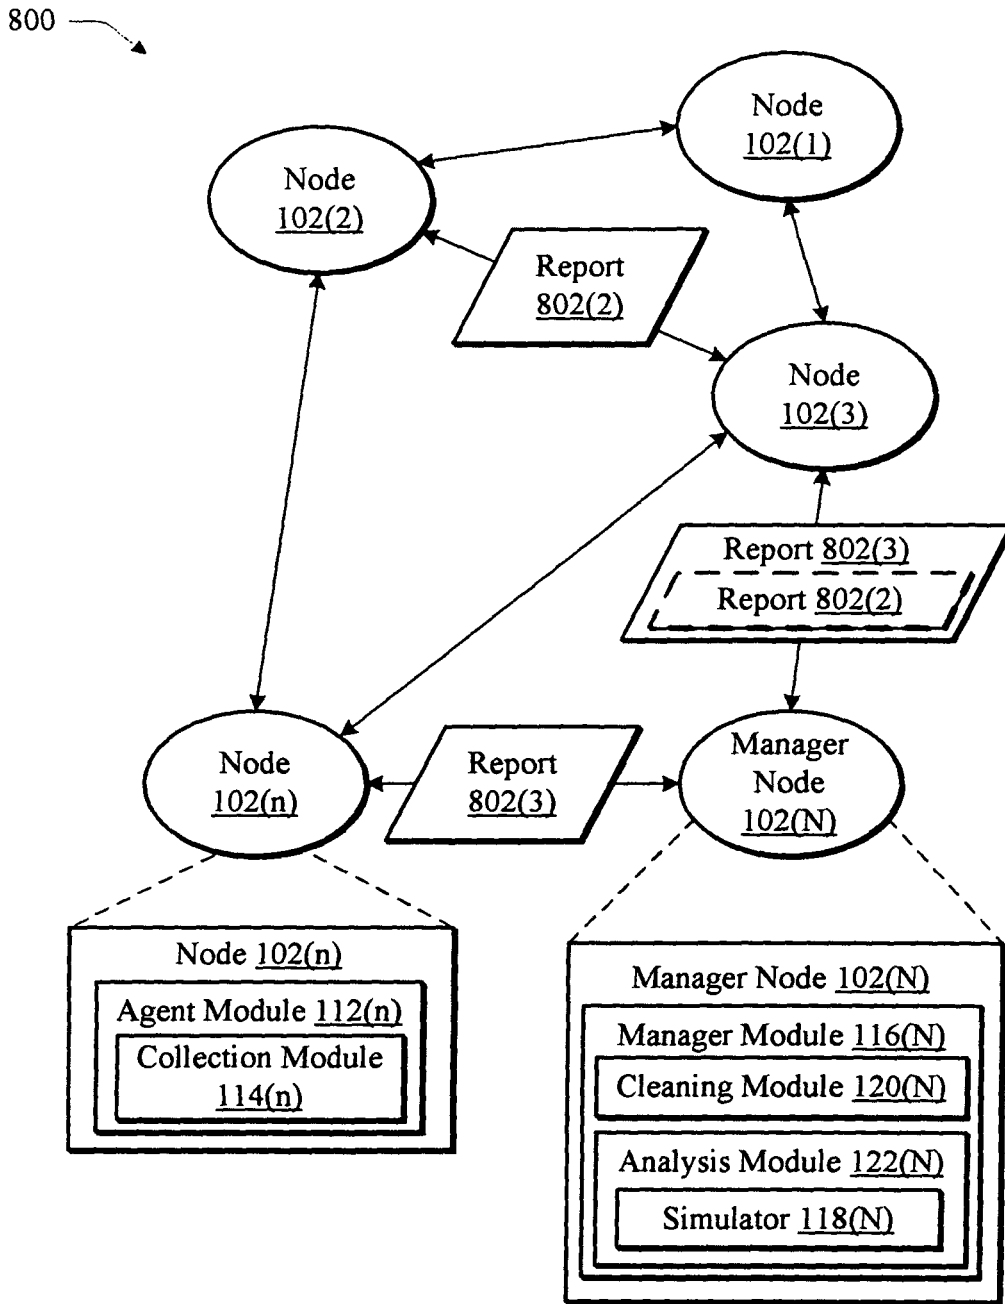 800
Node
102(1)
Node
102(2)
Report
802(2)
Node
102(3)
Report 802(3)
Report 802(2)
Node
102(n)
Report
802(3)
Manager
Node
102(N)
Node 102(n)
Agent Module 112(n)
Collection Module
114(n)
Manager Node 102(N)
Manager Module 116(N)
Cleaning Module 120(N)
Analysis Module 122(N)
Simulator 118(N)